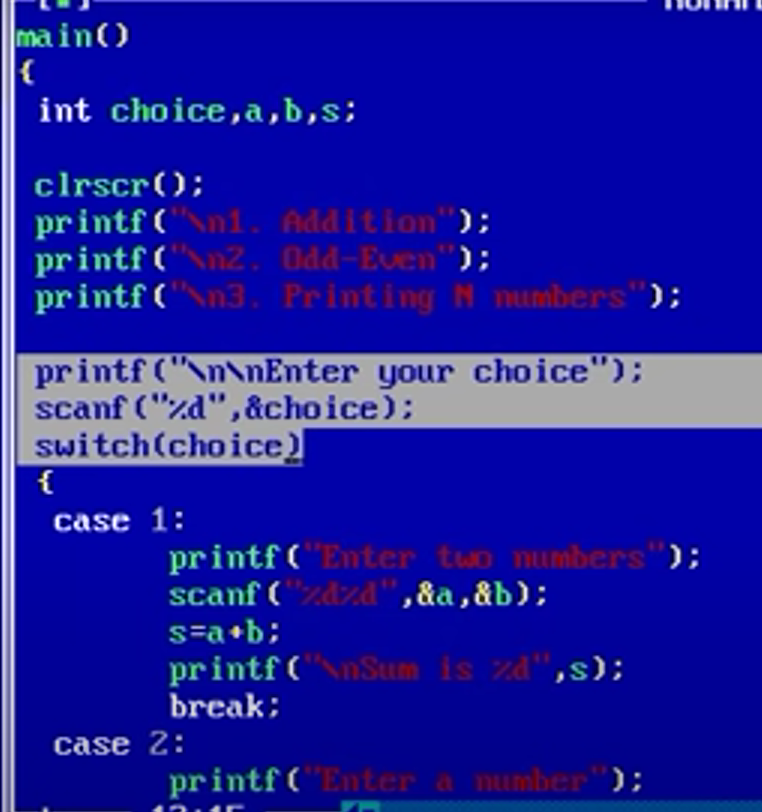 main()
{
int choice,a,b,s;
clrscr();
printf("\n1. Addition");
printf("\n2. Odd-Even");
printf("\n3. Printing N numbers");
printf("\n\nEnter your choice");
scanf("%d",&choice);
switch(choice)
{
case 1:
printf("Enter two numbers");
scanf("%d%d",&a,&b);
s=a+b;
printf("\nSum is %d",s);
break;
case 2:
printf("Enter a number");